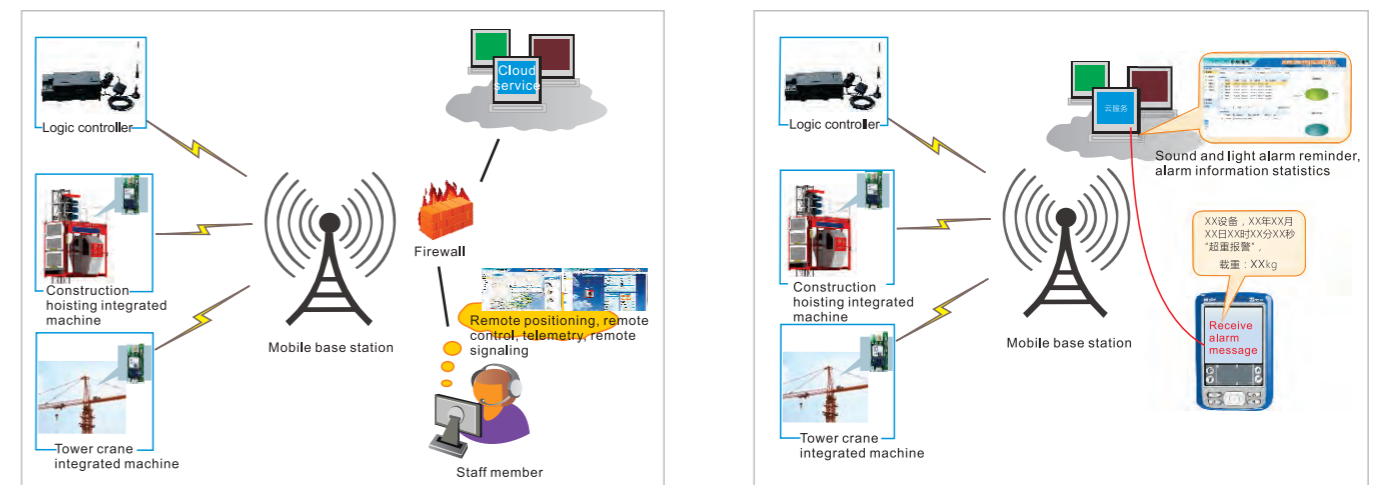 Cloud
service
Logic controller
Firewall
Construction
hoisting integrated
machine
Remote positioning, remote
control, telemetry, remote
signaling
Mobile base station
Tower crane
integrated machine
Staff member
云服务
Logic controller
Sound and light alarm reminder,
alarm information statistics
XX设备，XX年XX月
XX日XX时XX分XX秒
“超重报警”，
载重：XXkg
Construction
hoisting integrated
machine
Receive
alarm
message
Mobile base station
Tower crane
integrated machine